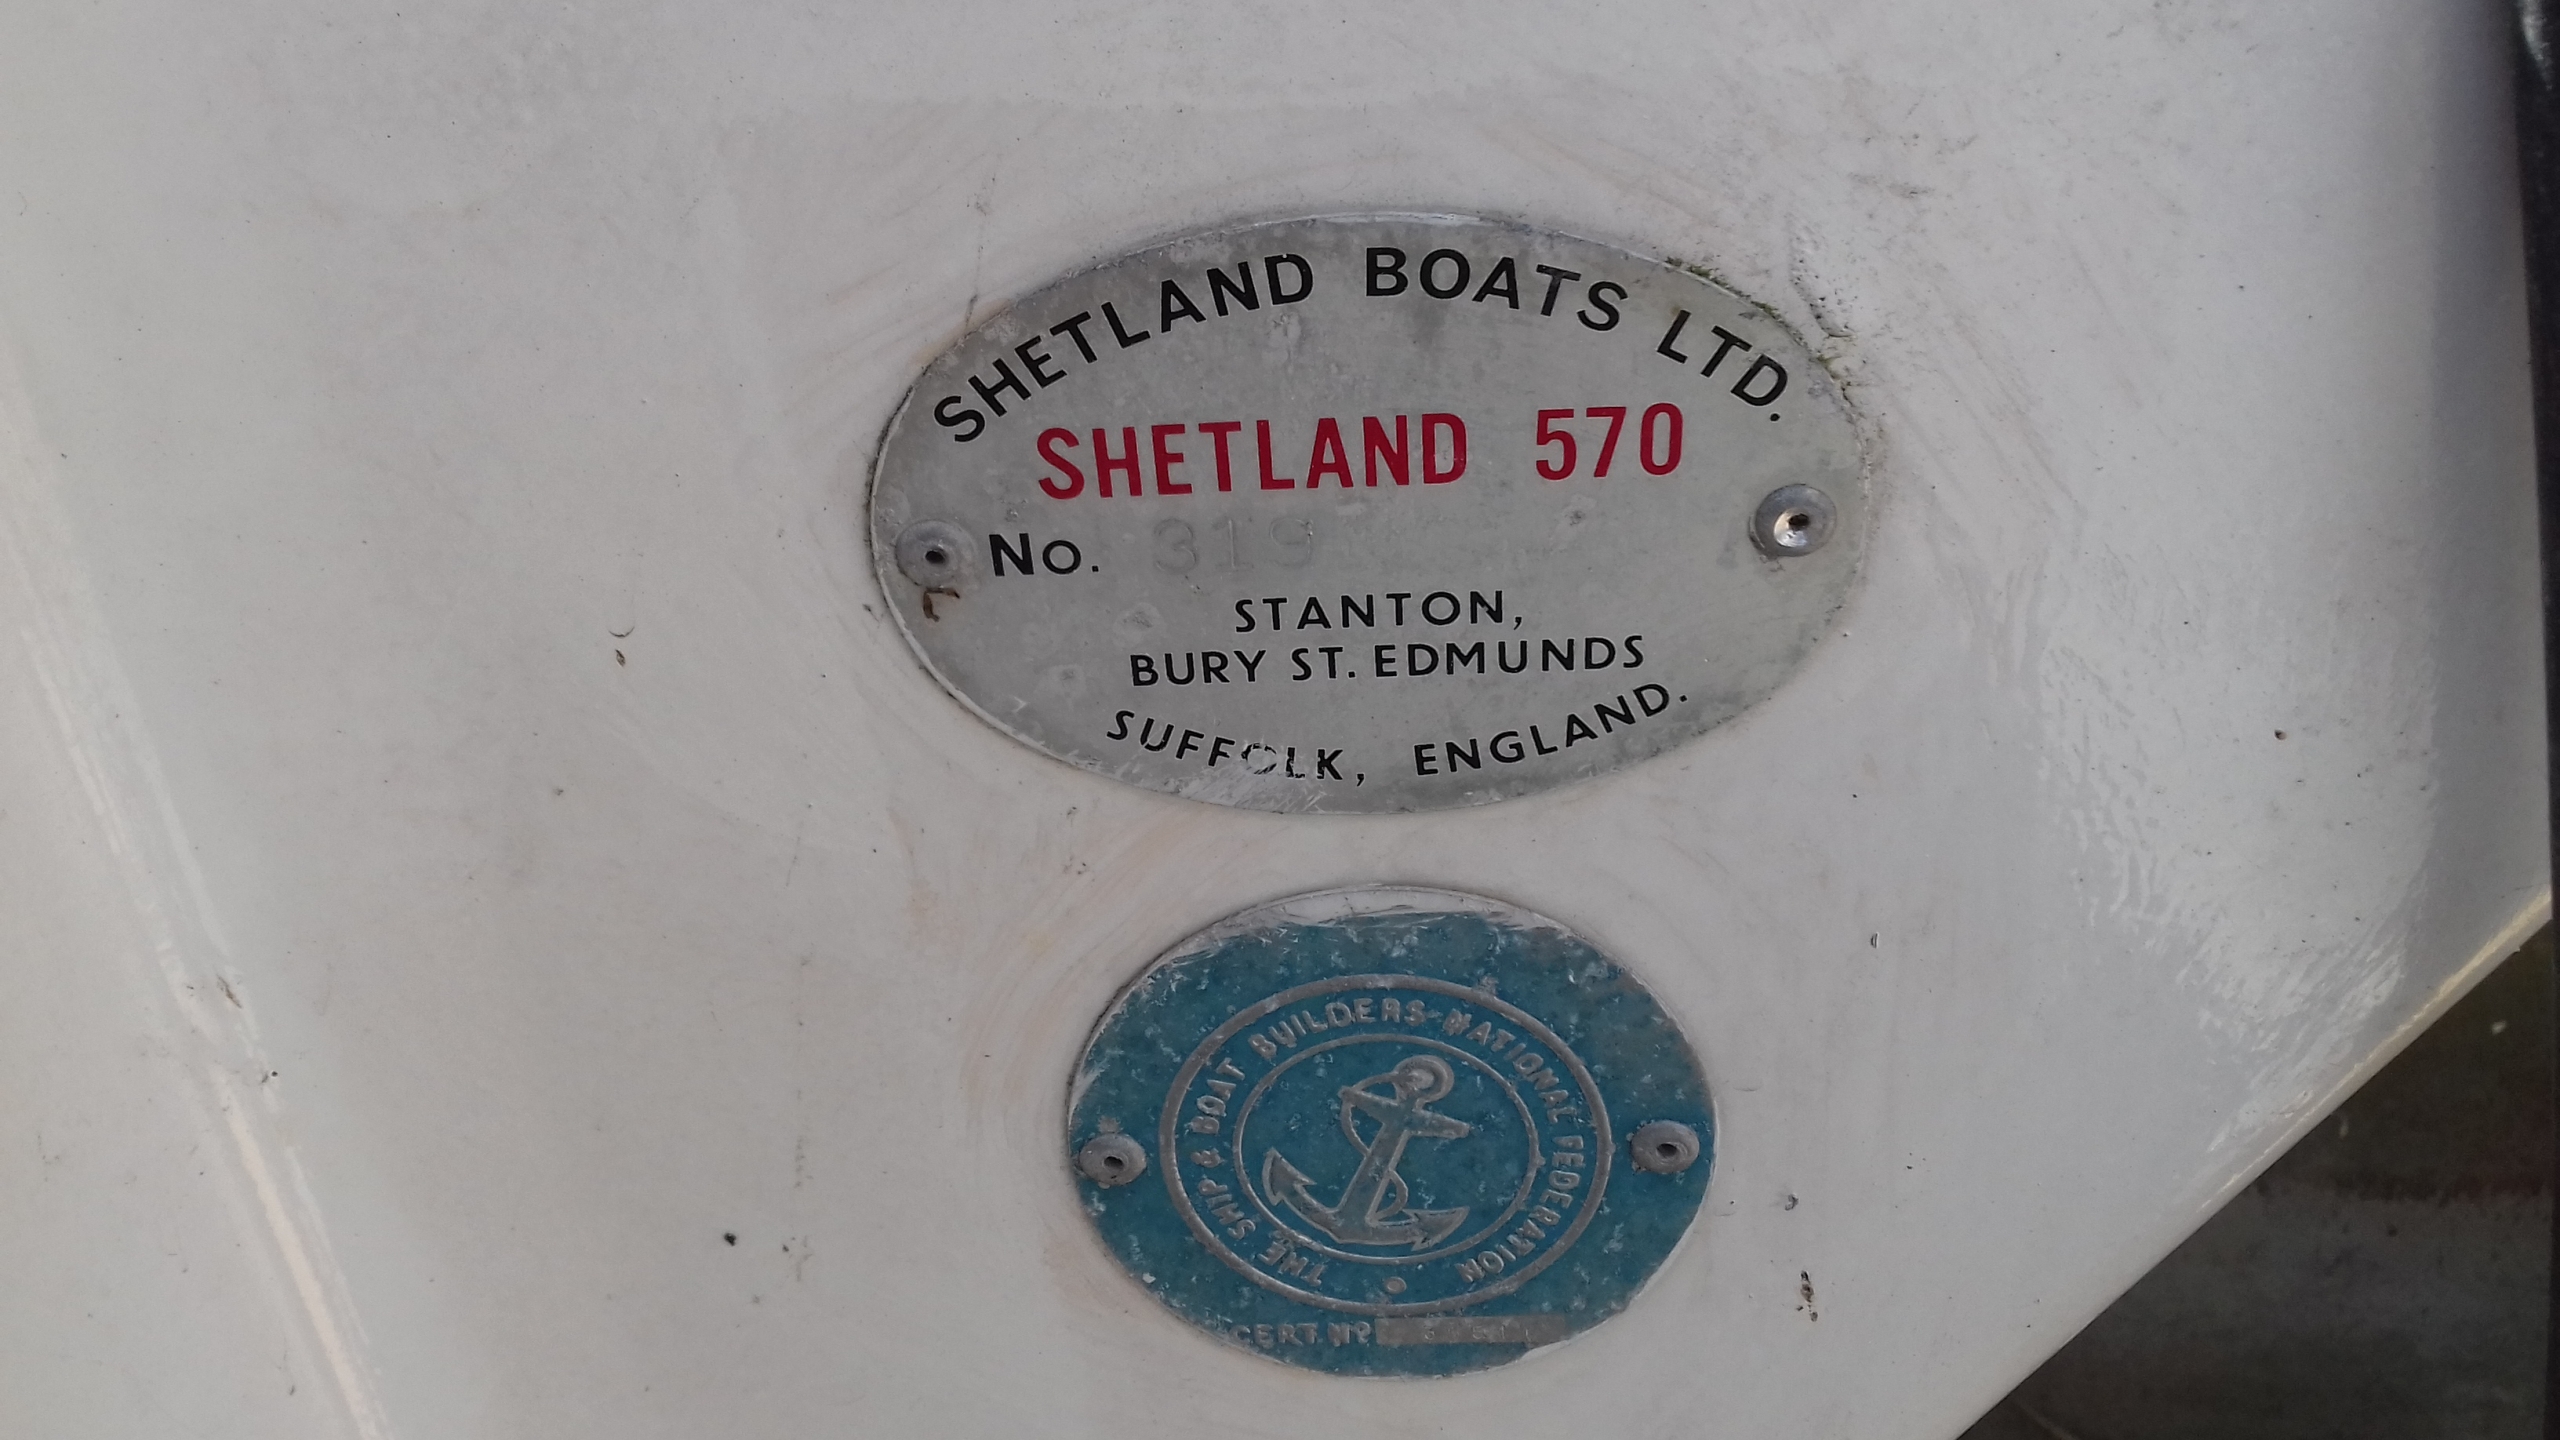 SHETLAND BOATS LTD.
SHETLAND 570
No. 319
STANTON,
BURY ST. EDMUNDS
SUFFOLK, ENGLAND.
THE SHIP & BOAT BUILDERS NATIONAL FEDERATION
CERT. Nº